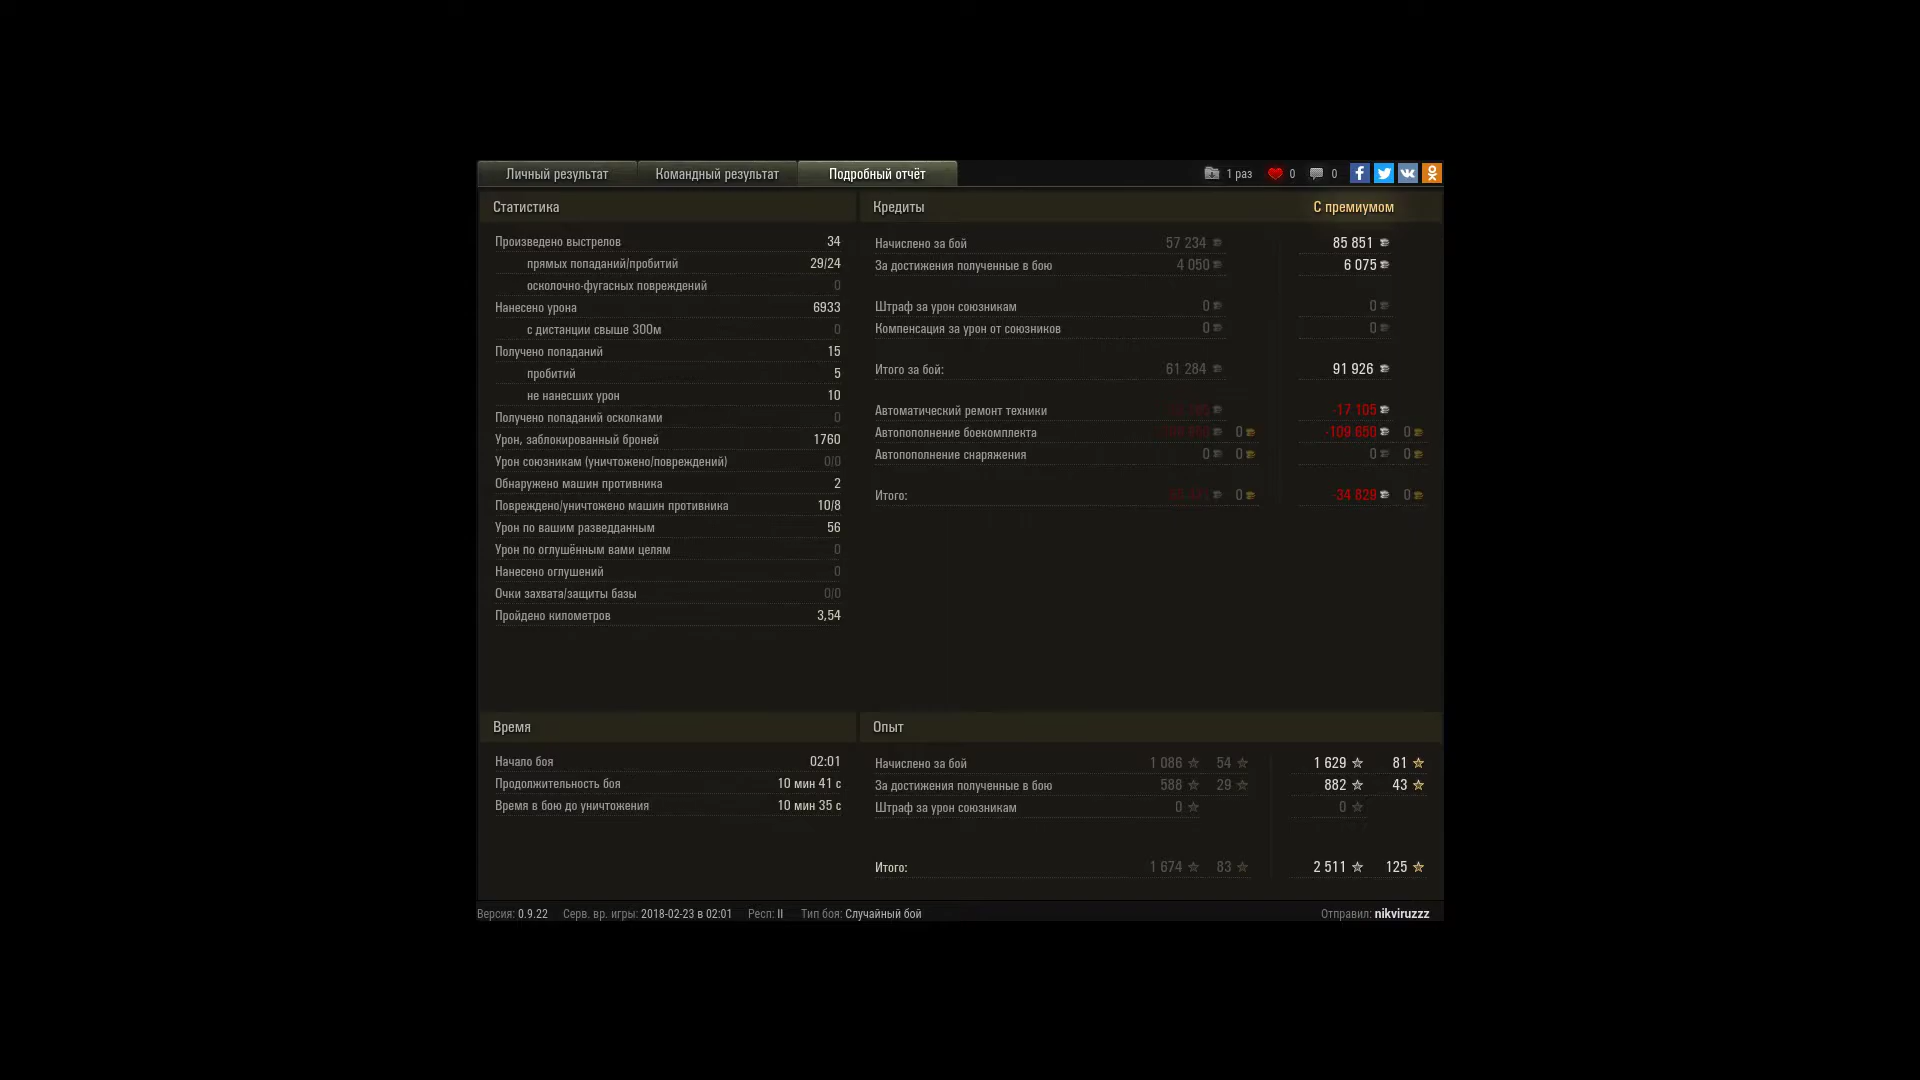 Личный результат Командный результат Подробный отчёт 1 раз 0 0
Статистика
Произведено выстрелов 34
прямых попаданий/пробитий 29/24
осколочно-фугасных повреждений 0
Нанесено урона 6933
с дистанции свыше 300м 0
Получено попаданий 15
пробитий 5
не нанесших урон 10
Получено попаданий осколками 0
Урон, заблокированный броней 1760
Урон союзникам (уничтожено/повреждений) 0/0
Обнаружено машин противника 2
Повреждено/уничтожено машин противника 10/8
Урон по вашим разведданным 56
Урон по оглушённым вами целям 0
Нанесено оглушений 0
Очки захвата/защиты базы 0/0
Пройдено километров 3,54
Кредиты С премиумом
Начислено за бой 57 234 85 851
За достижения полученные в бою 4 050 6 075
Штраф за урон союзникам 0 0
Компенсация за урон от союзников 0 0
Итого за бой: 61 284 91 926
Автоматический ремонт техники -17 105
Автопополнение боекомплекта 0 -109 650 0
Автопополнение снаряжения 0 0 0 0
Итого: 0 -34 829 0
Время
Начало боя 02:01
Продолжительность боя 10 мин 41 с
Время в бою до уничтожения 10 мин 35 с
Опыт
Начислено за бой 1 086 54 1 629 81
За достижения полученные в бою 588 29 882 43
Штраф за урон союзникам 0 0
Итого: 1 674 83 2 511 125
Версия: 0.9.22 Серв. вр. игры: 2018-02-23 в 02:01 Респ: II Тип боя: Случайный бой Отправил: nikviruzzz